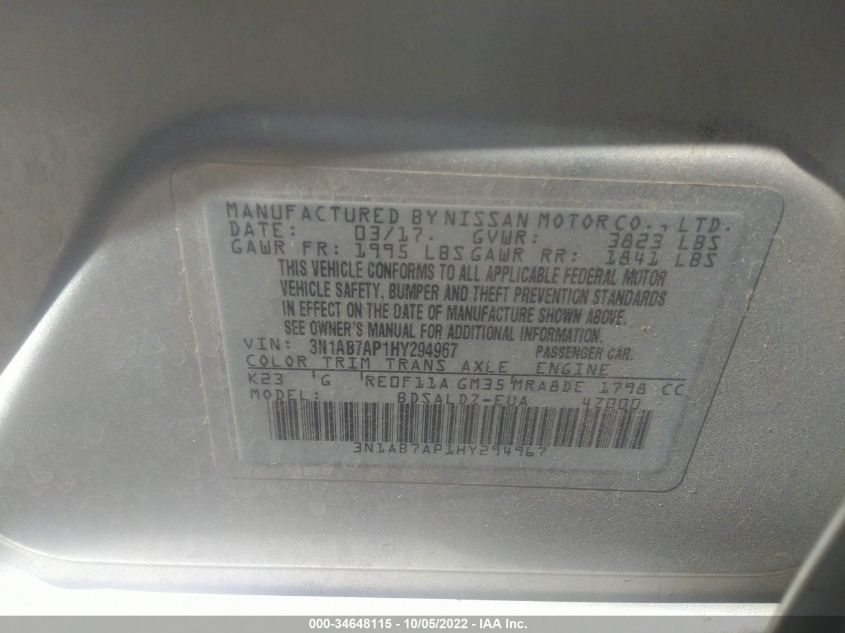 MANUFACTURED BY NISSAN MOTOR CO., LTD.
DATE: 03/17. GVWR: 3823 LBS
GAWR FR: 1995 LBS GAWR RR: 1841 LBS
THIS VEHICLE CONFORMS TO ALL APPLICABLE FEDERAL MOTOR
VEHICLE SAFETY, BUMPER AND THEFT PREVENTION STANDARDS
IN EFFECT ON THE DATE OF MANUFACTURE SHOWN ABOVE.
SEE OWNER'S MANUAL FOR ADDITIONAL INFORMATION.
VIN: 3N1AB7AP1HY294967 PASSENGER CAR.
COLOR TRIM TRANS AXLE ENGINE
K23 G RE0F11A GM35 MRA8DE 1798 CC
MODEL: BDSALDZ-EUA 47000
3N1AB7AP1HY294967
000-34648115 - 10/05/2022 - IAA Inc.